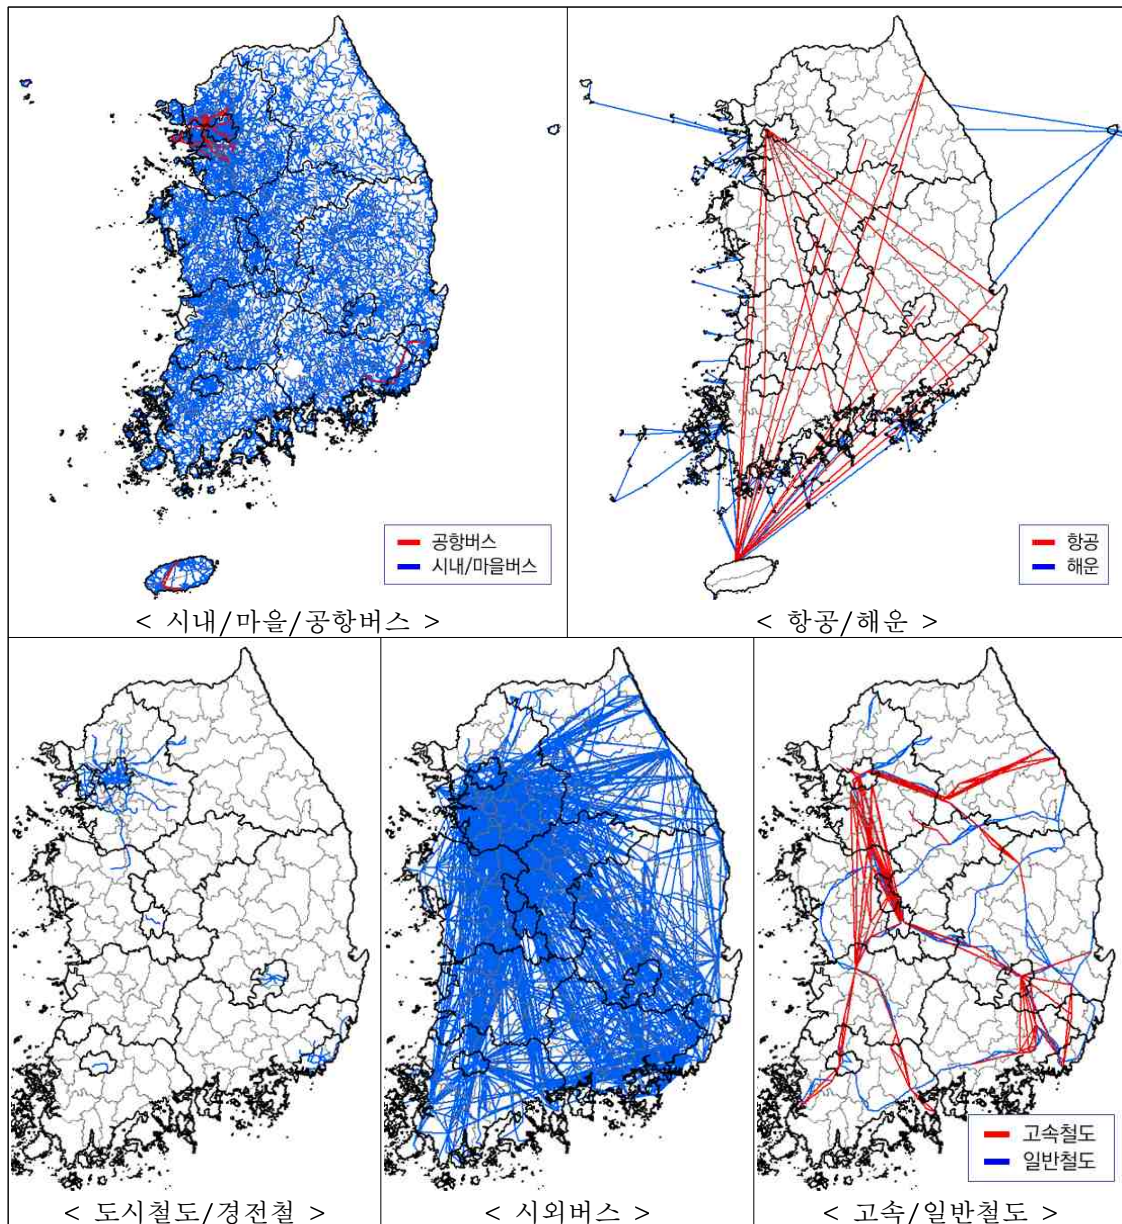 공항버스
시내/마을버스
< 시내/마을/공항버스 >
항공
해운
< 항공/해운 >
< 도시철도/경전철 >
< 시외버스 >
고속철도
일반철도
< 고속/일반철도 >